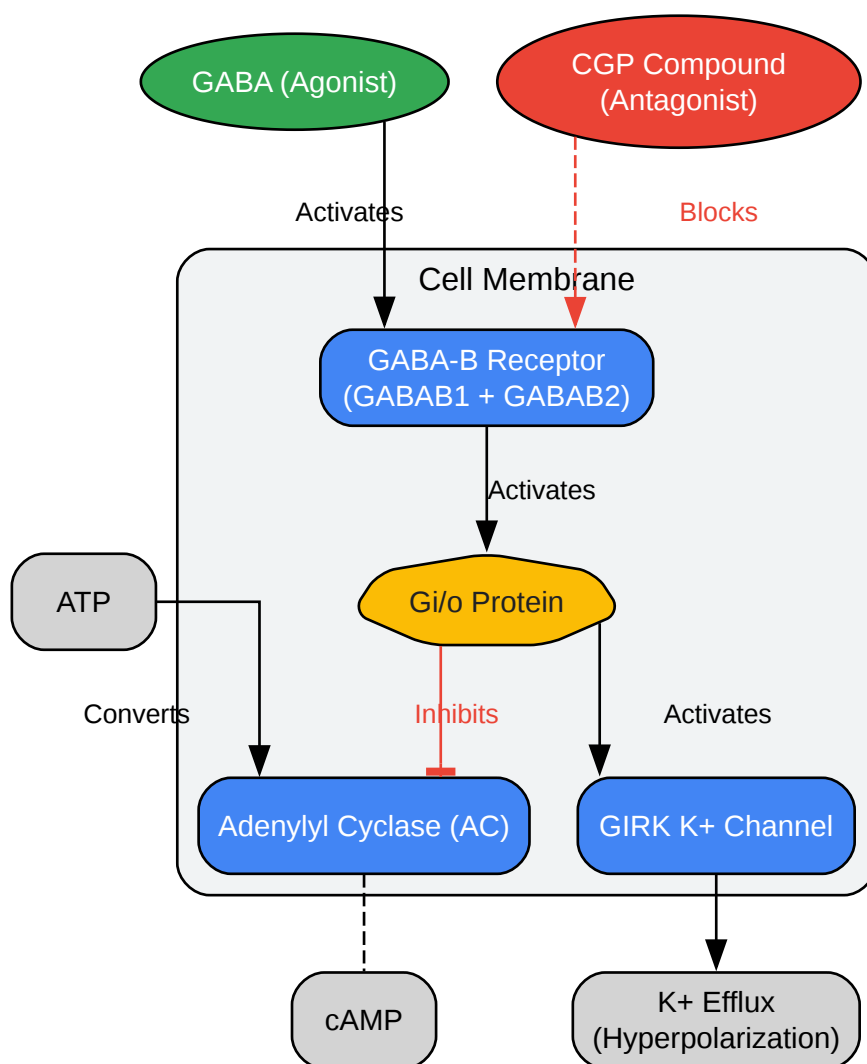 GABA (Agonist)
CGP Compound
(Antagonist)
Activates
Blocks
Cell Membrane
GABA-B Receptor
(GABAB1 + GABAB2)
Activates
ATP
Gi/o Protein
Converts
Inhibits
Activates
Adenylyl Cyclase (AC)
GIRK K+ Channel
cAMP
K+ Efflux
(Hyperpolarization)